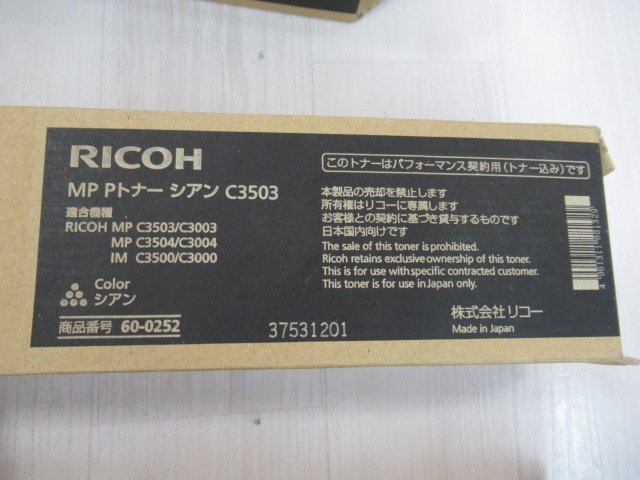 RICOH
MP Pトナー シアン C3503
適合機種
RICOH MP C3503/C3003
MP C3504/C3004
IM C3500/C3000
Color
シアン
商品番号 60-0252
37531201
このトナーはパフォーマンス契約用(トナー込み)です
本製品の売却を禁止します
所有権はリコーに専属します
お客様との契約に基づき貸与するものです
日本国内向けです
The sale of this toner is prohibited.
Ricoh retains exclusive ownership of this toner.
This is for use with specific contracted customer.
This toner is for use in Japan only.
株式会社リコー
Made in Japan